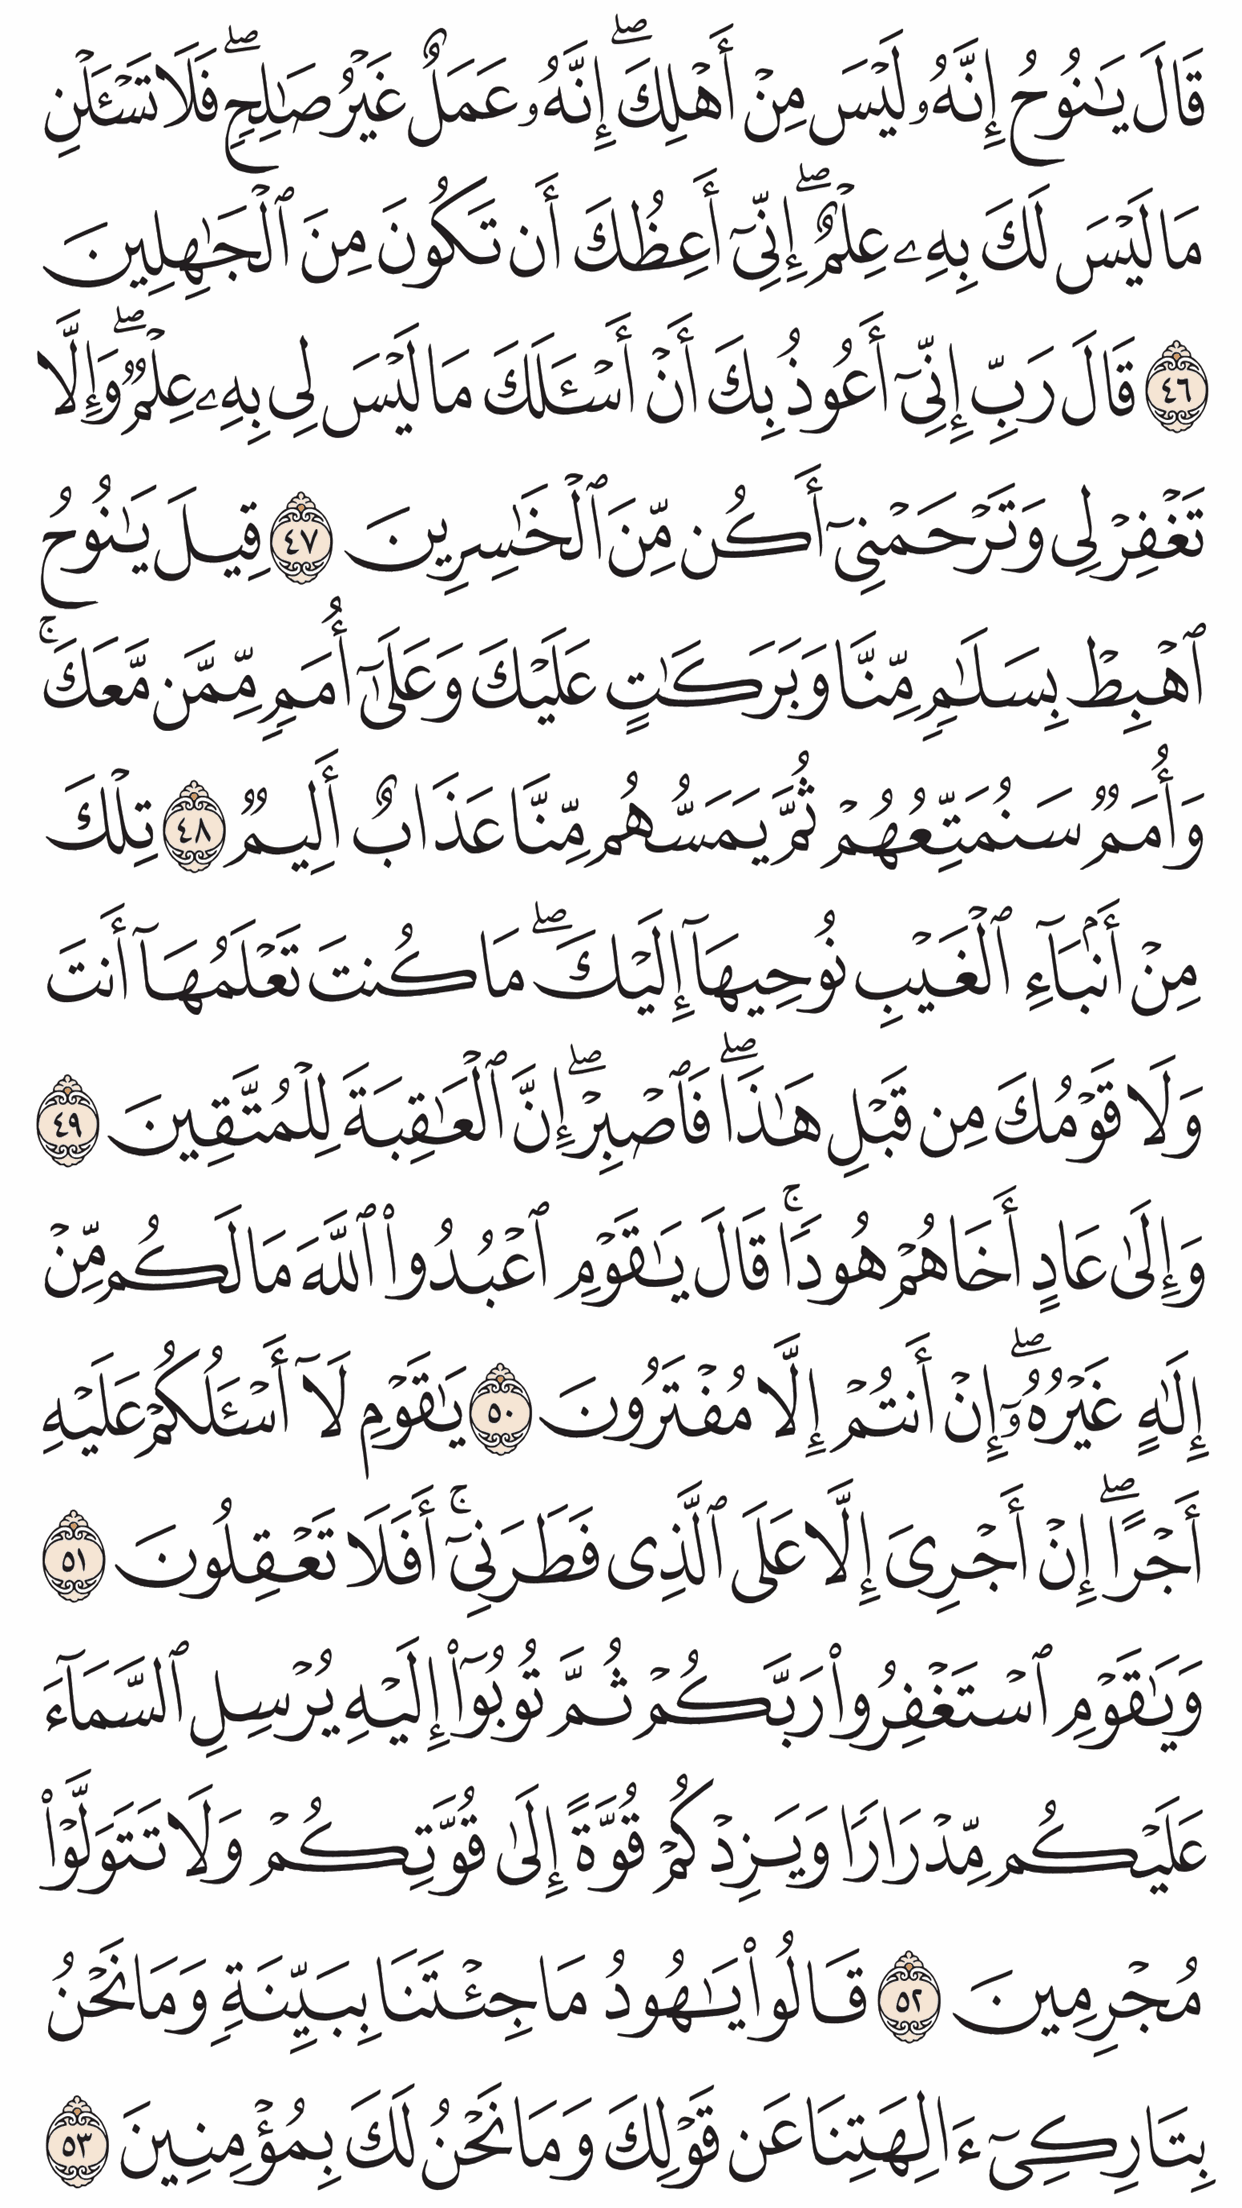 قَالَ يَـٰنُوحُ إِنَّهُۥ لَيْسَ مِنْ أَهْلِكَ ۖ إِنَّهُۥ عَمَلٌ غَيْرُ صَـٰلِحٍ ۖ فَلَا تَسْـَٔلْنِ
مَا لَيْسَ لَكَ بِهِۦ عِلْمٌ ۖ إِنِّىٓ أَعِظُكَ أَن تَكُونَ مِنَ ٱلْجَـٰهِلِينَ
٤٦ قَالَ رَبِّ إِنِّىٓ أَعُوذُ بِكَ أَنْ أَسْـَٔلَكَ مَا لَيْسَ لِى بِهِۦ عِلْمٌ ۖ وَإِلَّا
تَغْفِرْ لِى وَتَرْحَمْنِىٓ أَكُن مِّنَ ٱلْخَـٰسِرِينَ ٤٧ قِيلَ يَـٰنُوحُ
ٱهْبِطْ بِسَلَـٰمٍ مِّنَّا وَبَرَكَـٰتٍ عَلَيْكَ وَعَلَىٰٓ أُمَمٍ مِّمَّن مَّعَكَ ۚ
وَأُمَمٌ سَنُمَتِّعُهُمْ ثُمَّ يَمَسُّهُم مِّنَّا عَذَابٌ أَلِيمٌ ٤٨ تِلْكَ
مِنْ أَنۢبَآءِ ٱلْغَيْبِ نُوحِيهَآ إِلَيْكَ ۖ مَا كُنتَ تَعْلَمُهَآ أَنتَ
وَلَا قَوْمُكَ مِن قَبْلِ هَـٰذَا ۖ فَٱصْبِرْ ۖ إِنَّ ٱلْعَـٰقِبَةَ لِلْمُتَّقِينَ ٤٩
وَإِلَىٰ عَادٍ أَخَاهُمْ هُودًا ۚ قَالَ يَـٰقَوْمِ ٱعْبُدُوا۟ ٱللَّهَ مَا لَكُم مِّنْ
إِلَـٰهٍ غَيْرُهُۥٓ ۖ إِنْ أَنتُمْ إِلَّا مُفْتَرُونَ ٥٠ يَـٰقَوْمِ لَآ أَسْـَٔلُكُمْ عَلَيْهِ
أَجْرًا ۖ إِنْ أَجْرِىَ إِلَّا عَلَى ٱلَّذِى فَطَرَنِىٓ ۚ أَفَلَا تَعْقِلُونَ ٥١
وَيَـٰقَوْمِ ٱسْتَغْفِرُوا۟ رَبَّكُمْ ثُمَّ تُوبُوٓا۟ إِلَيْهِ يُرْسِلِ ٱلسَّمَآءَ
عَلَيْكُم مِّدْرَارًا وَيَزِدْكُمْ قُوَّةً إِلَىٰ قُوَّتِكُمْ وَلَا تَتَوَلَّوْا۟
مُجْرِمِينَ ٥٢ قَالُوا۟ يَـٰهُودُ مَا جِئْتَنَا بِبَيِّنَةٍ وَمَا نَحْنُ
بِتَارِكِىٓ ءَالِهَتِنَا عَن قَوْلِكَ وَمَا نَحْنُ لَكَ بِمُؤْمِنِينَ ٥٣